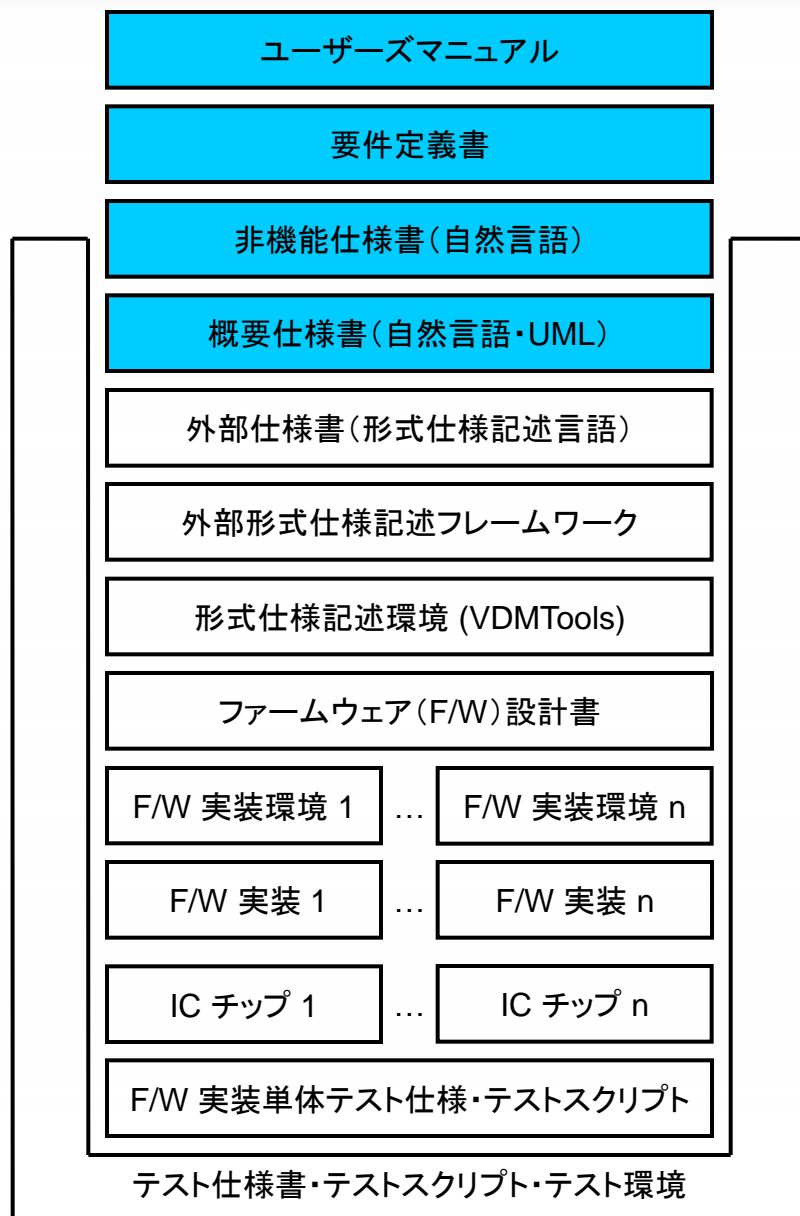 ユーザーズマニュアル
要件定義書
非機能仕様書(自然言語)
概要仕様書(自然言語・UML)
外部仕様書(形式仕様記述言語)
外部形式仕様記述フレームワーク
形式仕様記述環境 (VDMTools)
ファームウェア(F/W)設計書
F/W 実装環境 1 … F/W 実装環境 n
F/W 実装 1 … F/W 実装 n
IC チップ 1 … IC チップ n
F/W 実装単体テスト仕様・テストスクリプト
テスト仕様書・テストスクリプト・テスト環境